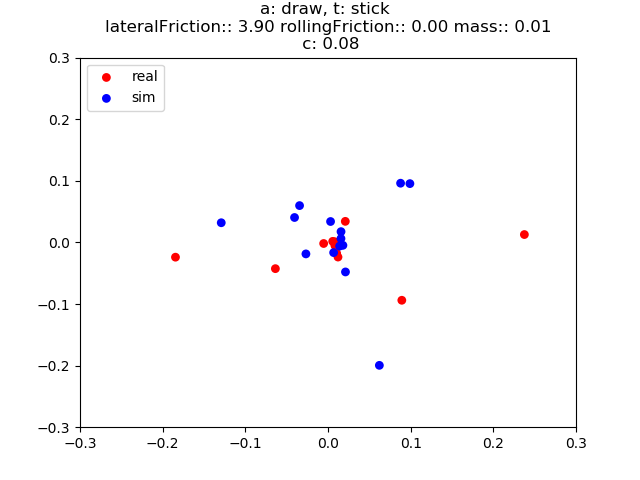 a: draw, t: stick
lateralFriction:: 3.90 rollingFriction:: 0.00 mass:: 0.01
c: 0.08
real
sim
0.3
0.2
0.1
0.0
−0.1
−0.2
−0.3
−0.3
−0.2
−0.1
0.0
0.1
0.2
0.3